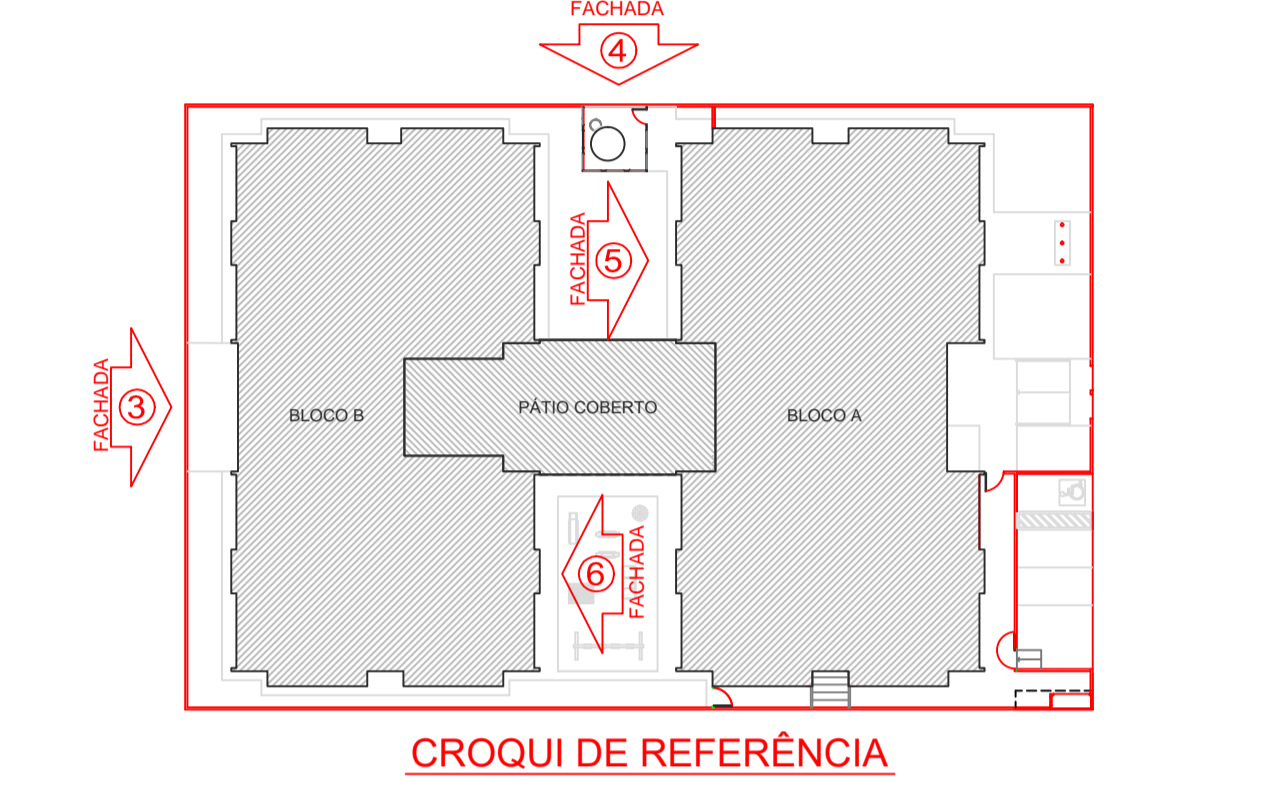 FACHADA
4
FACHADA
5
FACHADA
3
BLOCO B
PÁTIO COBERTO
BLOCO A
6
FACHADA
CROQUI DE REFERÊNCIA